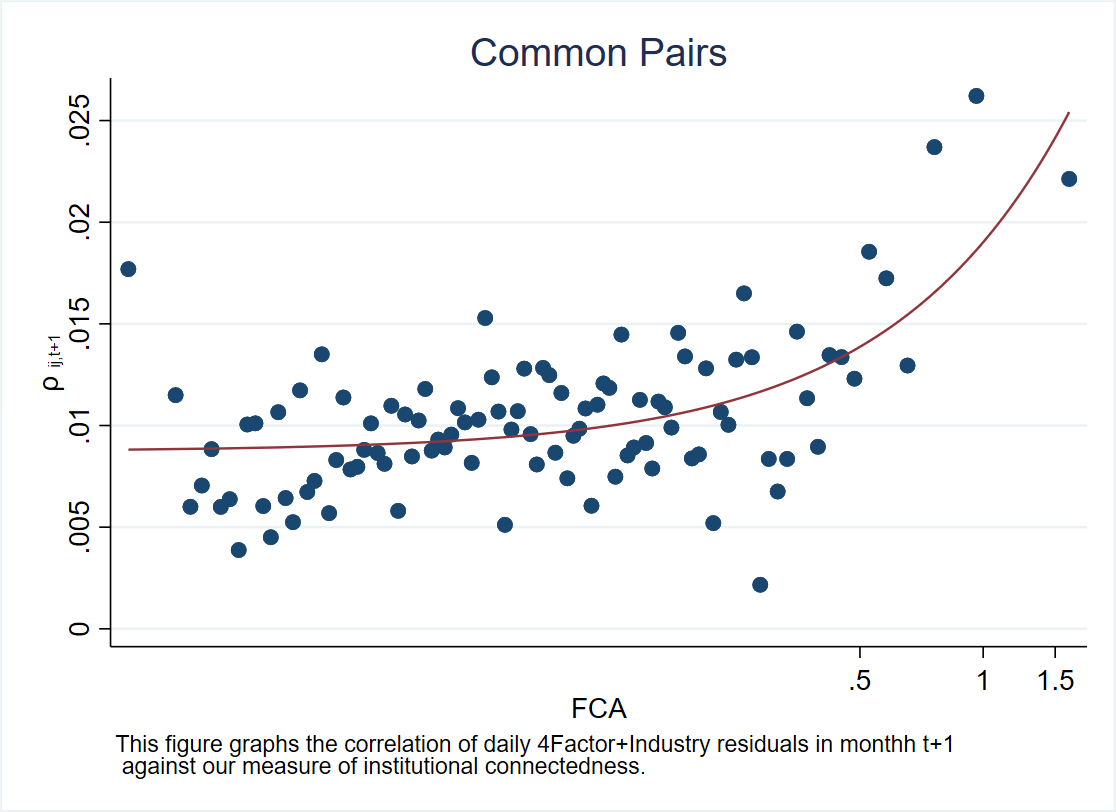 Common Pairs
.025
.02
.015
.01
.005
0
ρ ij,t+1
.5 1 1.5
FCA
This figure graphs the correlation of daily 4Factor+Industry residuals in monthh t+1
against our measure of institutional connectedness.